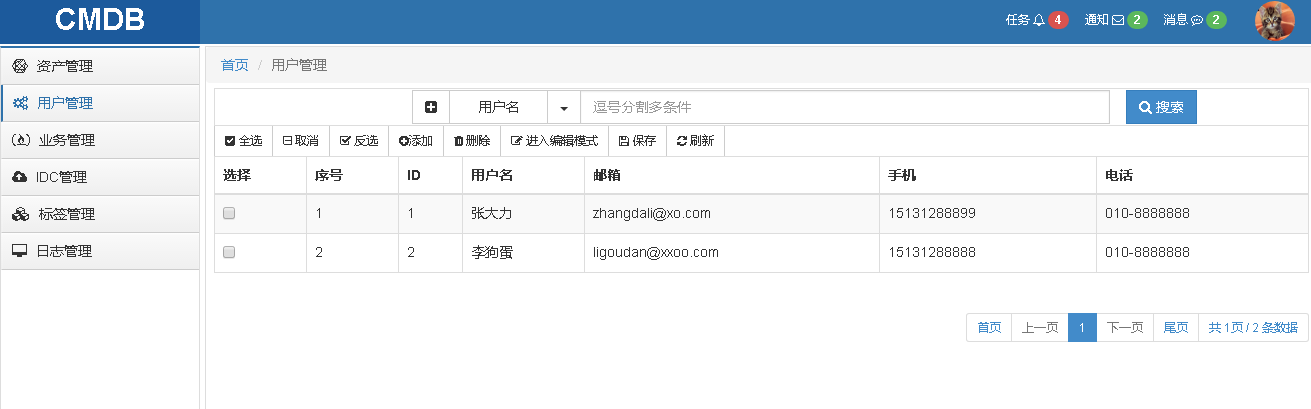 CMDB
任务 4 通知 2 消息 2
资产管理
用户管理
业务管理
IDC管理
标签管理
日志管理
首页 / 用户管理
用户名 逗号分割多条件 搜索
全选 取消 反选 添加 删除 进入编辑模式 保存 刷新
选择 序号 ID 用户名 邮箱 手机 电话
1 1 张大力 zhangdali@xo.com 15131288899 010-8888888
2 2 李狗蛋 ligoudan@xxoo.com 15131288888 010-8888888
首页 上一页 1 下一页 尾页 共 1页 / 2 条数据